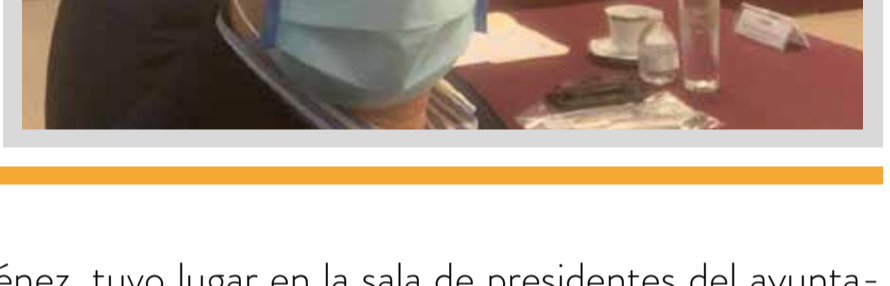 énez, tuvo lugar en la sala de presidentes del ayunta-